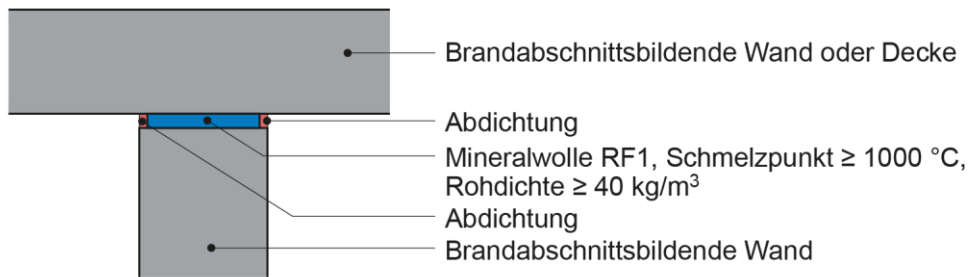 Brandabschnittsbildende Wand oder Decke
Abdichtung
Mineralwolle RF1, Schmelzpunkt ≥ 1000 °C,
Rohdichte ≥ 40 kg/m³
Abdichtung
Brandabschnittsbildende Wand